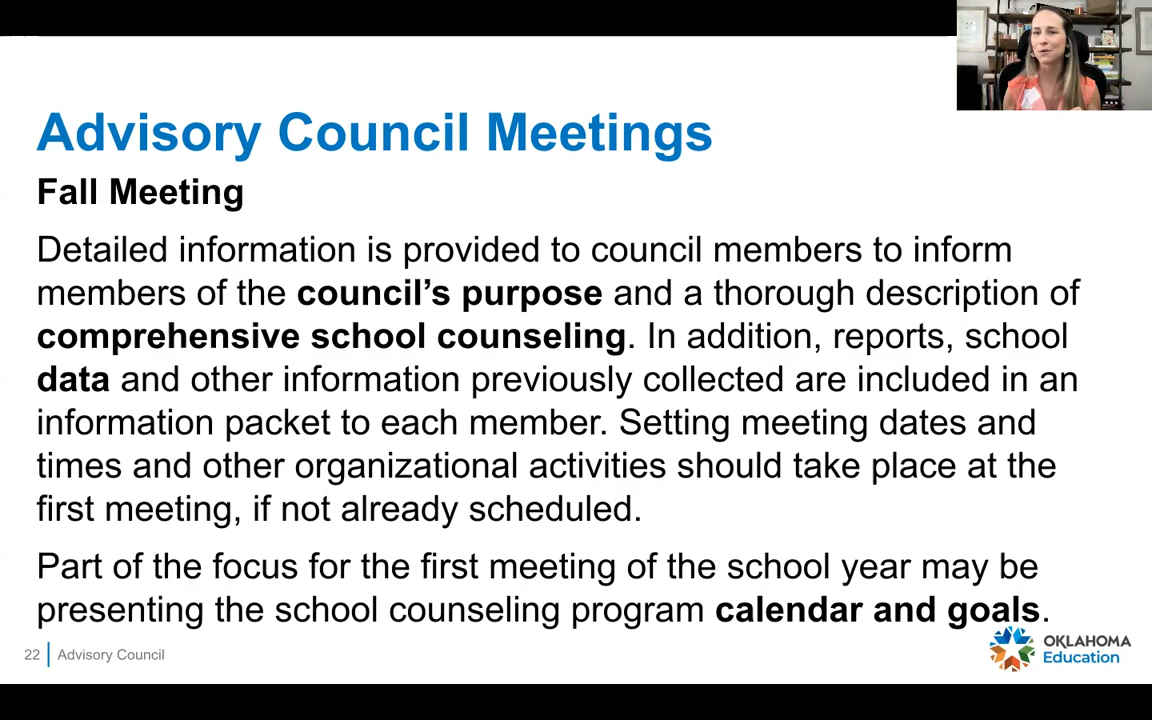 Advisory Council Meetings
Fall Meeting
Detailed information is provided to council members to inform
members of the council’s purpose and a thorough description of
comprehensive school counseling. In addition, reports, school
data and other information previously collected are included in an
information packet to each member. Setting meeting dates and
times and other organizational activities should take place at the
first meeting, if not already scheduled.
Part of the focus for the first meeting of the school year may be
presenting the school counseling program calendar and goals.
22 Advisory Council
OKLAHOMA
Education